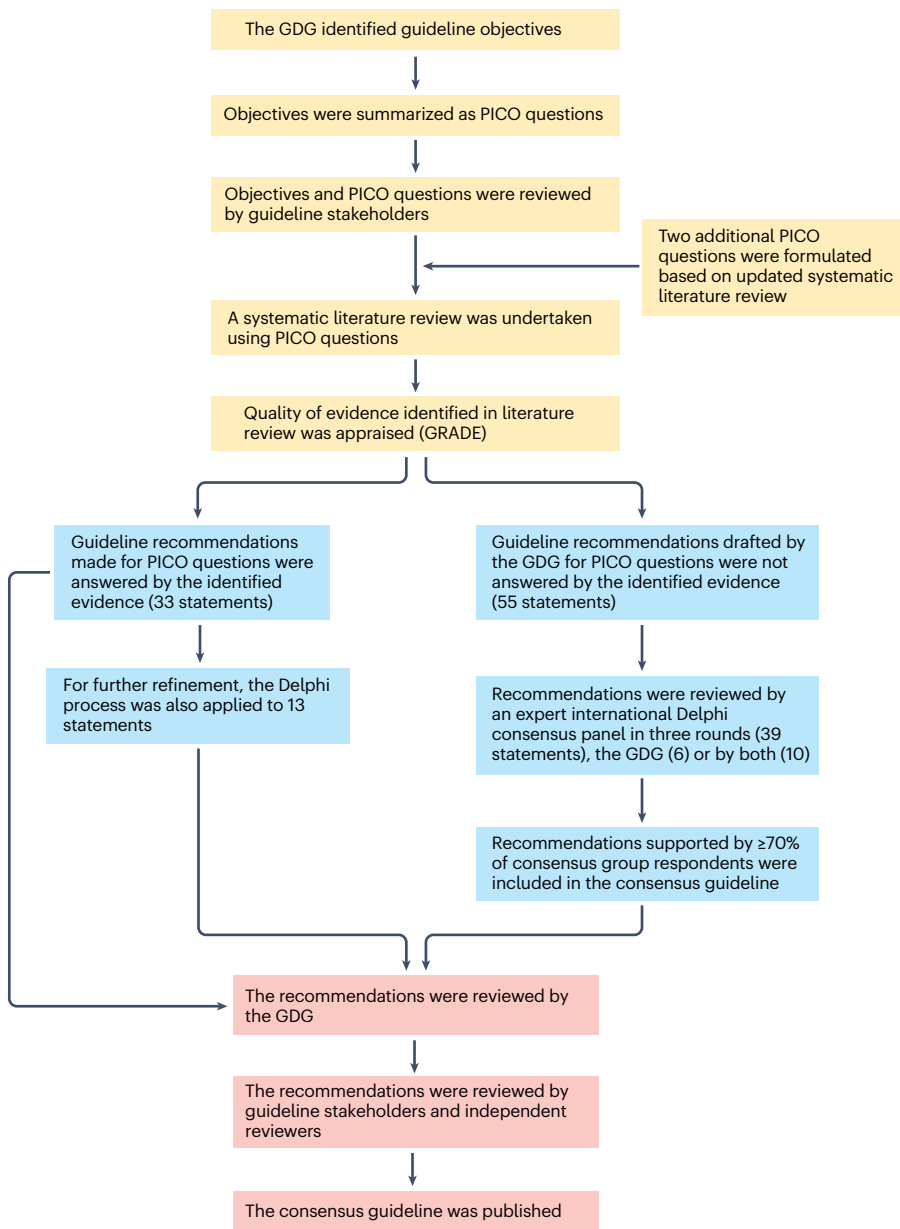 The GDG identified guideline objectives
Objectives were summarized as PICO questions
Objectives and PICO questions were reviewed
by guideline stakeholders
Two additional PICO
questions were formulated
based on updated systematic
literature review
A systematic literature review was undertaken
using PICO questions
Quality of evidence identified in literature
review was appraised (GRADE)
Guideline recommendations
made for PICO questions were
answered by the identified
evidence (33 statements)
For further refinement, the Delphi
process was also applied to 13
statements
Guideline recommendations drafted by
the GDG for PICO questions were not
answered by the identified evidence
(55 statements)
Recommendations were reviewed by
an expert international Delphi
consensus panel in three rounds (39
statements), the GDG (6) or by both (10)
Recommendations supported by ≥70%
of consensus group respondents were
included in the consensus guideline
The recommendations were reviewed by
the GDG
The recommendations were reviewed by
guideline stakeholders and independent
reviewers
The consensus guideline was published